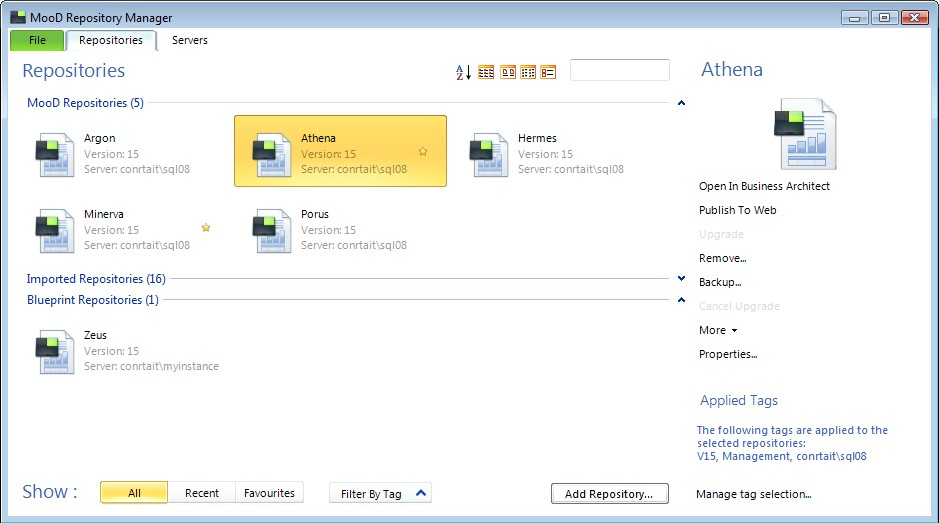 MooD Repository Manager
File Repositories Servers
Repositories
A Z
MooD Repositories (5)
Argon
Version: 15
Server: conrtait\sql08
Athena
Version: 15
Server: conrtait\sql08
Hermes
Version: 15
Server: conrtait\sql08
Minerva
Version: 15
Server: conrtait\sql08
Porus
Version: 15
Server: conrtait\sql08
Imported Repositories (16)
Blueprint Repositories (1)
Zeus
Version: 15
Server: conrtait\myinstance
Show : All Recent Favourites Filter By Tag Add Repository...
Athena
Open In Business Architect
Publish To Web
Upgrade
Remove...
Backup...
Cancel Upgrade
More
Properties...
Applied Tags
The following tags are applied to the
selected repositories:
V15, Management, conrtait\sql08
Manage tag selection...